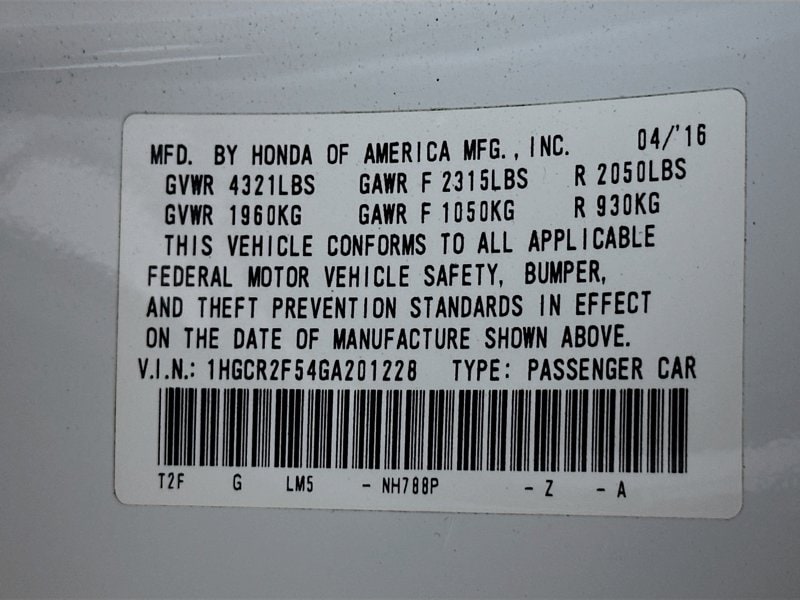 MFD. BY HONDA OF AMERICA MFG., INC. 04/'16
GVWR 4321LBS GAWR F 2315LBS R 2050LBS
GVWR 1960KG GAWR F 1050KG R 930KG
THIS VEHICLE CONFORMS TO ALL APPLICABLE
FEDERAL MOTOR VEHICLE SAFETY, BUMPER,
AND THEFT PREVENTION STANDARDS IN EFFECT
ON THE DATE OF MANUFACTURE SHOWN ABOVE.
V.I.N.: 1HGCR2F54GA201228 TYPE: PASSENGER CAR
T2F G LM5 - NH788P - Z - A